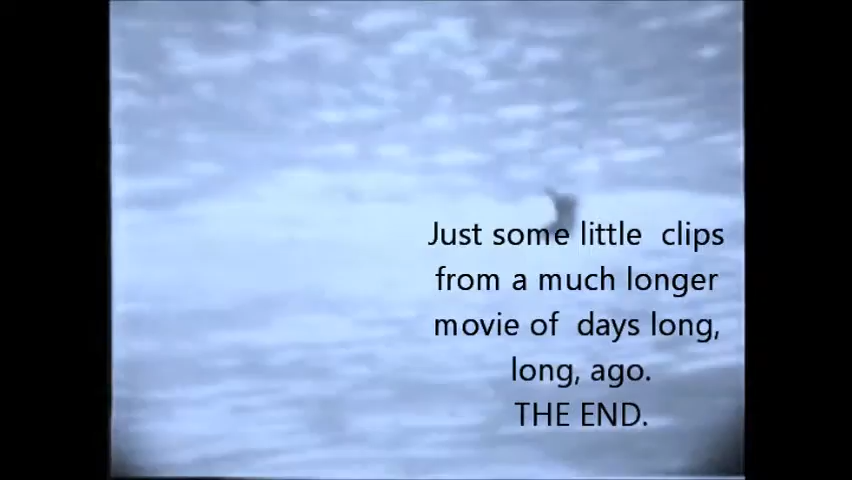 Just some little  clips
from a much longer
movie of  days long,
long, ago.
THE END.